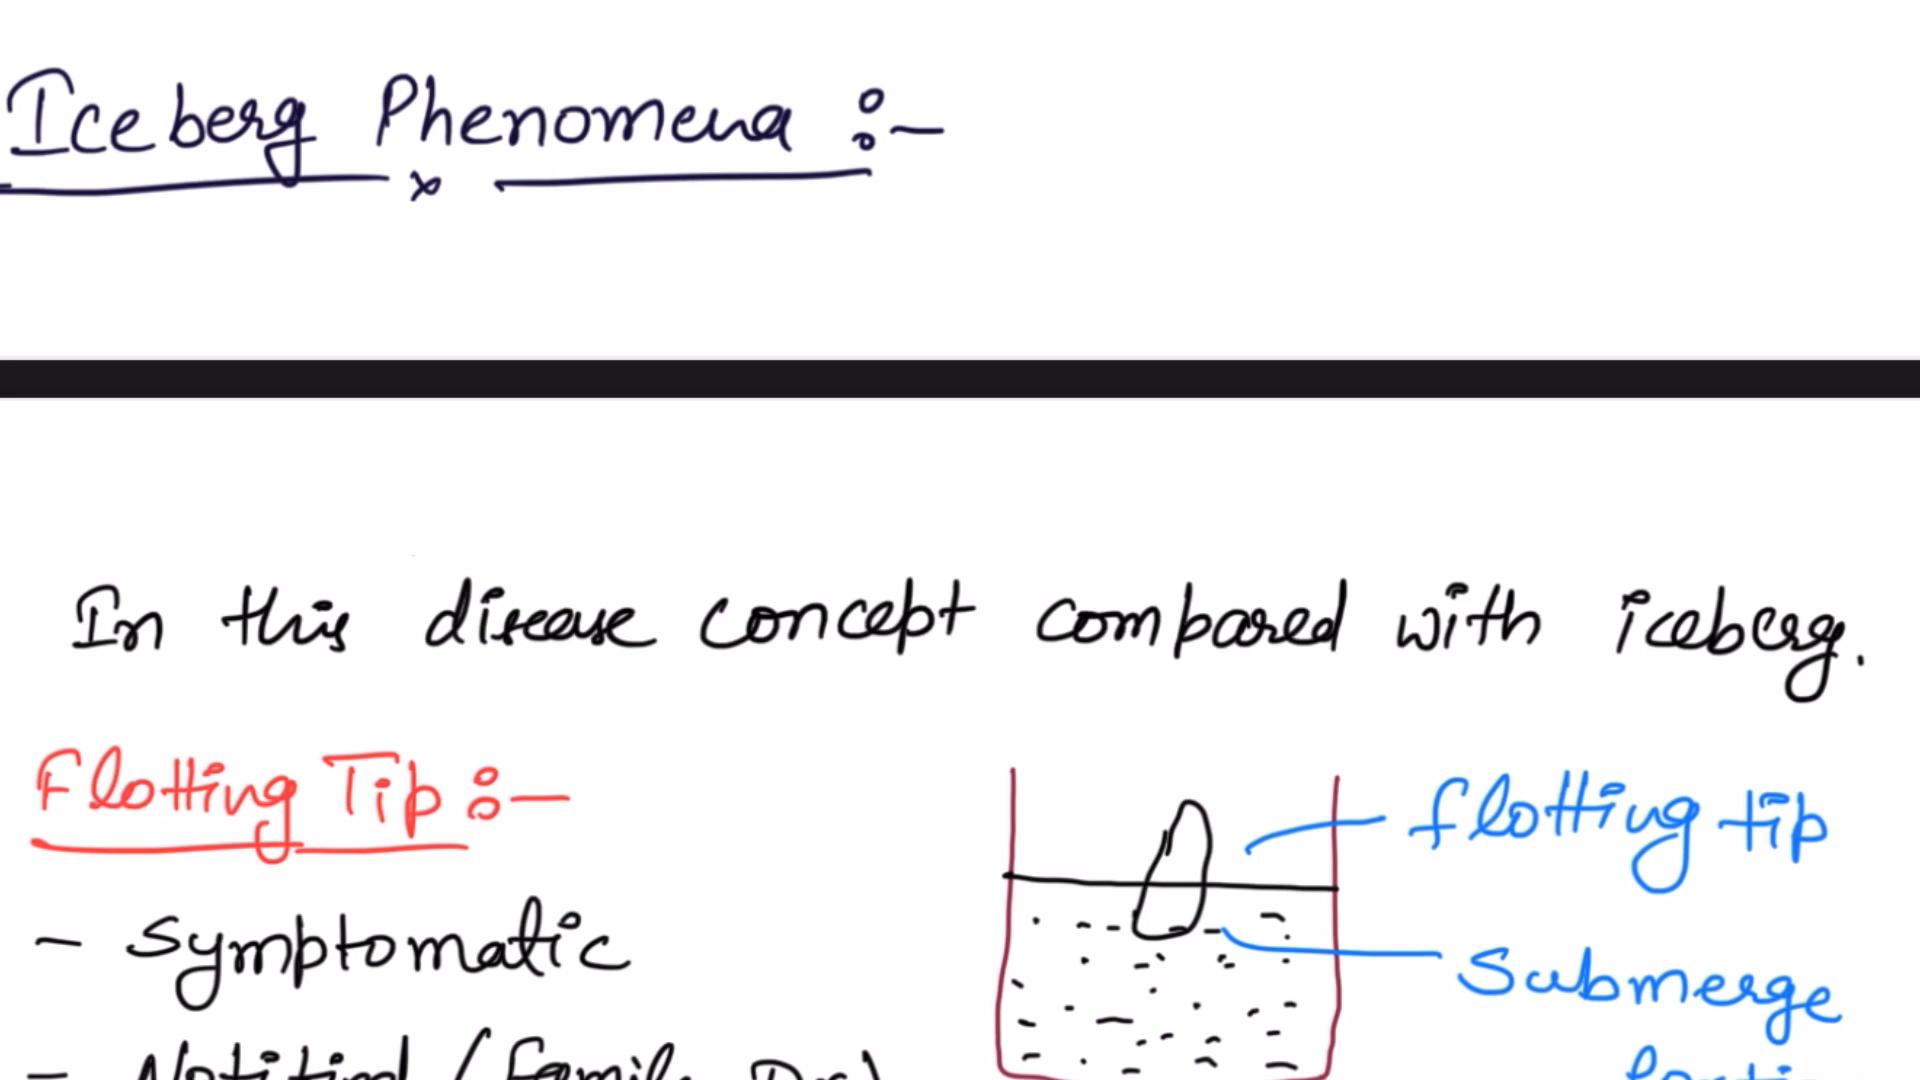 Iceberg Phenomena :-
In this disease concept compared with iceberg.
Flotting Tip :-
- Symptomatic
flotting tip
Submerge